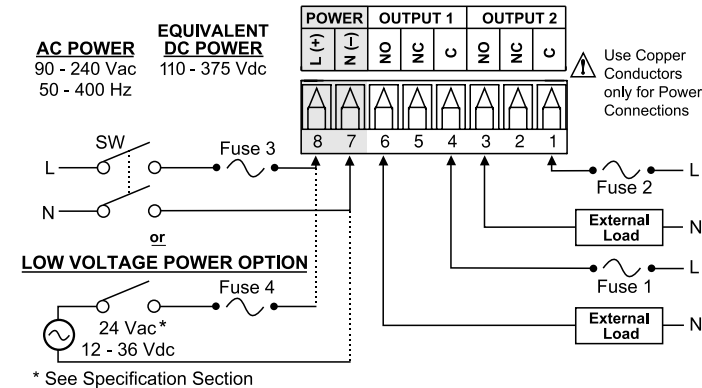 AC POWER
90 - 240 Vac
50 - 400 Hz
EQUIVALENT
DC POWER
110 - 375 Vdc
POWER OUTPUT 1 OUTPUT 2
L (+) N (–) NO NC C NO NC C
8 7 6 5 4 3 2 1
Use Copper
Conductors
only for Power
Connections
SW
Fuse 3
L
N
or
LOW VOLTAGE POWER OPTION
Fuse 4
24 Vac*
12 - 36 Vdc
* See Specification Section
L
Fuse 2
External
Load
N
L
Fuse 1
External
Load
N